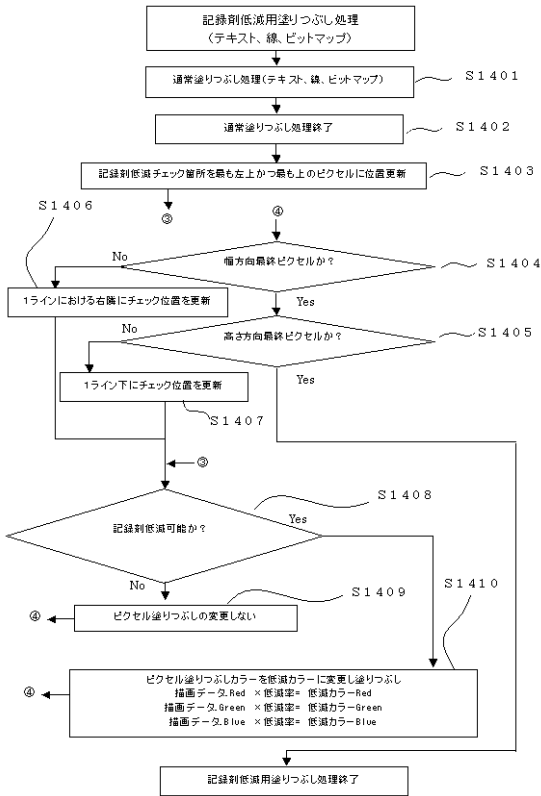 記録剤低減用塗りつぶし処理
(テキスト、線、ビットマップ)
通常塗りつぶし処理(テキスト、線、ビットマップ)
S1401
通常塗りつぶし処理終了
S1402
記録剤低減チェック箇所を最も左上かつ最も上のピクセルに位置更新
S1403
③
④
S1406
No
幅方向最終ピクセルか?
S1404
1ラインにおける右隣にチェック位置を更新
Yes
No
高さ方向最終ピクセルか?
S1405
Yes
1ライン下にチェック位置を更新
S1407
③
S1408
記録剤低減可能か?
Yes
No
S1409
S1410
④
ピクセル塗りつぶしの変更しない
ピクセル塗りつぶしカラーを低減カラーに変更し塗りつぶし
④
描画データ.Red ×低減率= 低減カラーRed
描画データ.Green ×低減率= 低減カラーGreen
描画データ.Blue ×低減率= 低減カラーBlue
記録剤低減用塗りつぶし処理終了